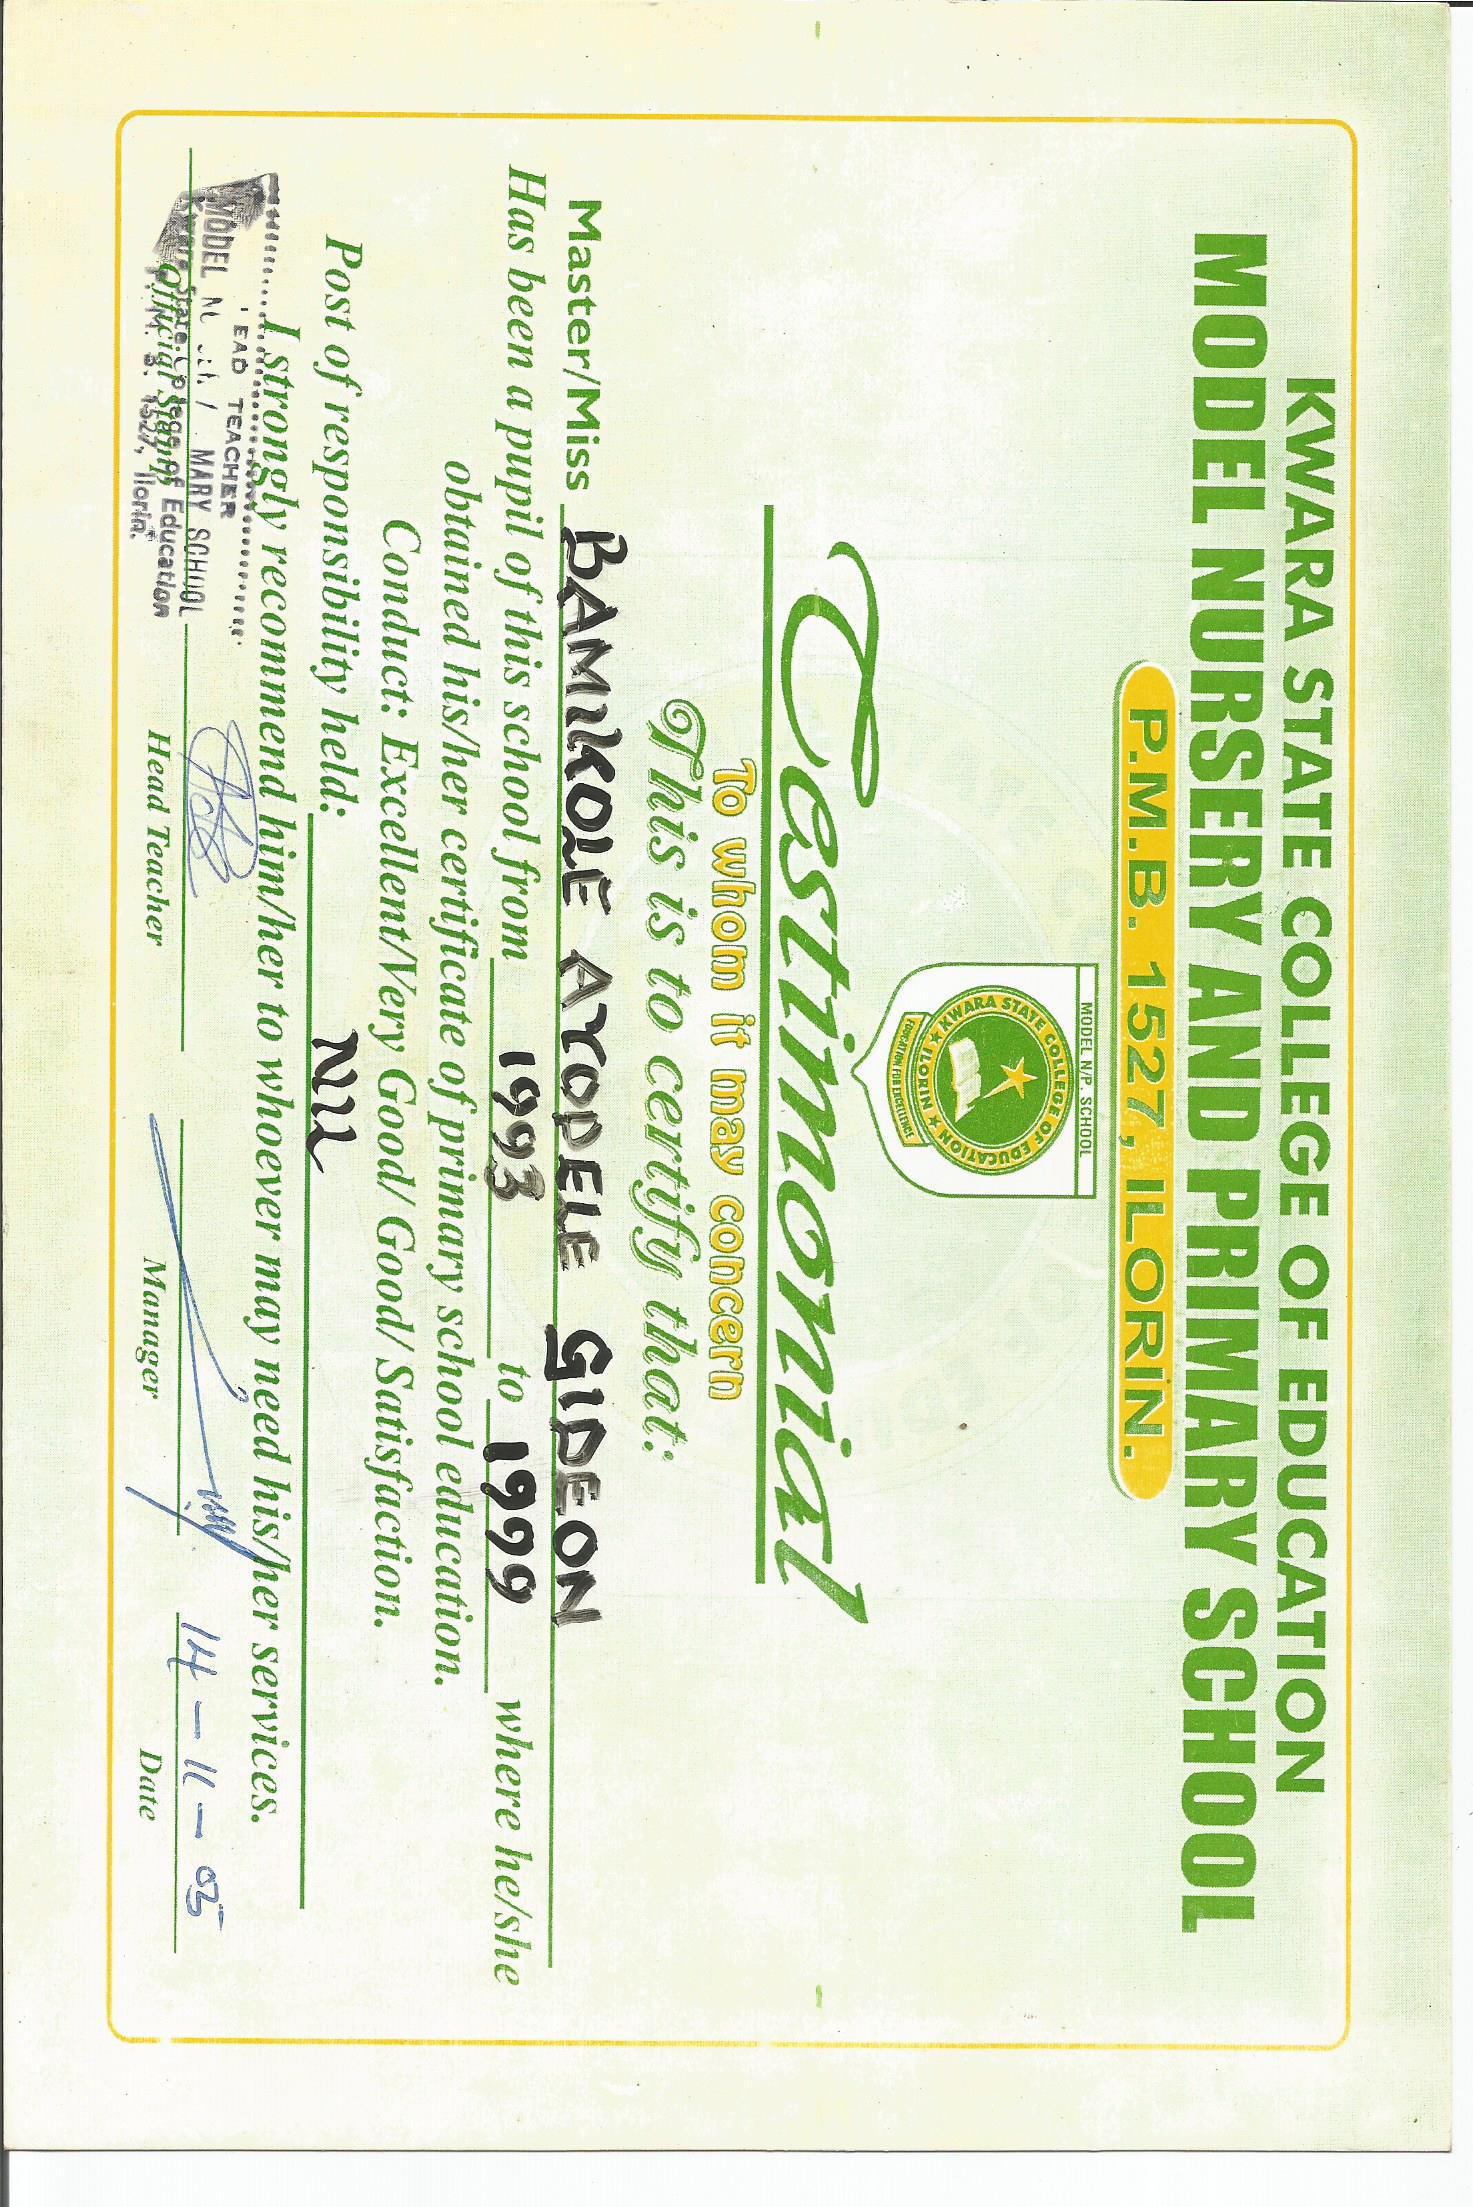 KWARA STATE COLLEGE OF EDUCATION
MODEL NURSERY AND PRIMARY SCHOOL
P.M.B. 1527, ILORIN.
MODEL N/P. SCHOOL
KWARA STATE COLLEGE OF EDUCATION
ILORIN
EDUCATION FOR EXCELLENCE
Testimonial
To whom it may concern
This is to certify that:
Master/Miss BAMIKOLE AYODELE GIDEON
Has been a pupil of this school from 1993 to 1999 where he/she
obtained his/her certificate of primary school education.
Conduct: Excellent/Very Good/ Good/ Satisfaction.
Post of responsibility held: NIL
I strongly recommend him/her to whoever may need his/her services.
EAD TEACHER
MODEL MARY SCHOOL
Kwara State College of Education
P.M.B. 1527, Ilorin.
14-11-05
Official Stamp Head Teacher Manager Date